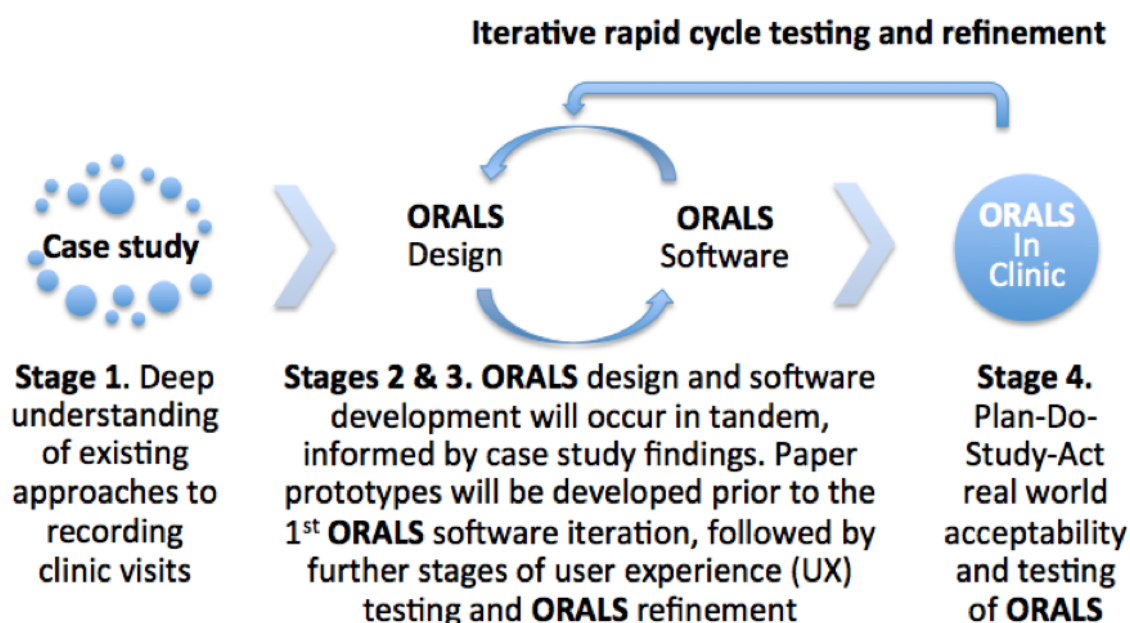 Iterative rapid cycle testing and refinement
Case study
ORALS
Design
ORALS
Software
ORALS
In
Clinic
Stage 1. Deep
understanding
of existing
approaches to
recording
clinic visits
Stages 2 & 3. ORALS design and software
development will occur in tandem,
informed by case study findings. Paper
prototypes will be developed prior to the
1st ORALS software iteration, followed by
further stages of user experience (UX)
testing and ORALS refinement
Stage 4.
Plan-Do-
Study-Act
real world
acceptability
and testing
of ORALS